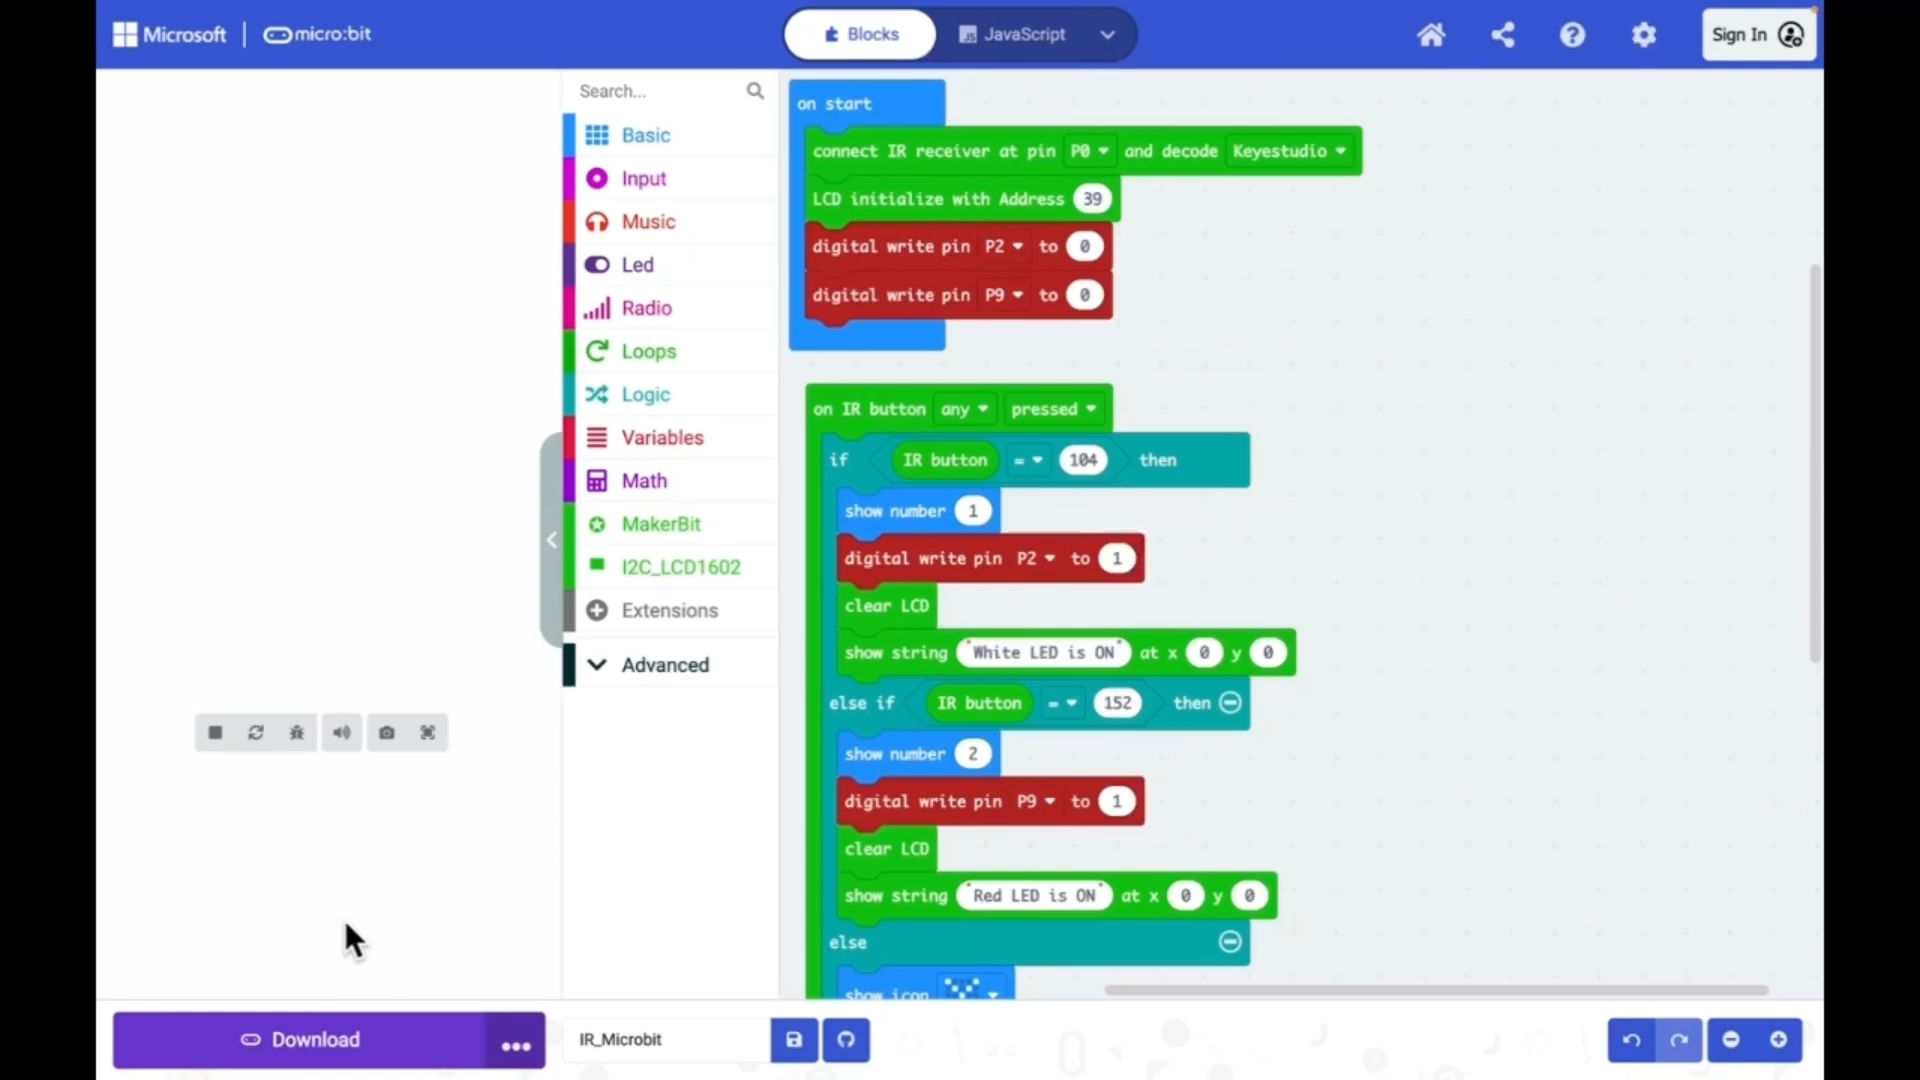 Microsoft | micro:bit
Blocks
JavaScript
Sign In
Search...
Basic
Input
Music
Led
Radio
Loops
Logic
Variables
Math
MakerBit
I2C_LCD1602
Extensions
Advanced
on start
connect IR receiver at pin P0 and decode Keyestudio
LCD initialize with Address 39
digital write pin P2 to 0
digital write pin P9 to 0
on IR button any pressed
if IR button = 104 then
show number 1
digital write pin P2 to 1
clear LCD
show string "White LED is ON" at x 0 y 0
else if IR button = 152 then
show number 2
digital write pin P9 to 1
clear LCD
show string "Red LED is ON" at x 0 y 0
else
show icon
Download
IR_Microbit